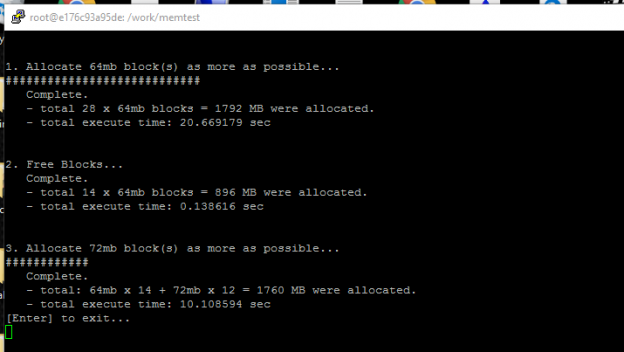 root@e176c93a95de: /work/memtest
1. Allocate 64mb block(s) as more as possible...
############################
Complete.
- total 28 x 64mb blocks = 1792 MB were allocated.
- total execute time: 20.669179 sec
2. Free Blocks...
Complete.
- total 14 x 64mb blocks = 896 MB were allocated.
- total execute time: 0.138616 sec
3. Allocate 72mb block(s) as more as possible...
############
Complete.
- total: 64mb x 14 + 72mb x 12 = 1760 MB were allocated.
- total execute time: 10.108594 sec
[Enter] to exit...